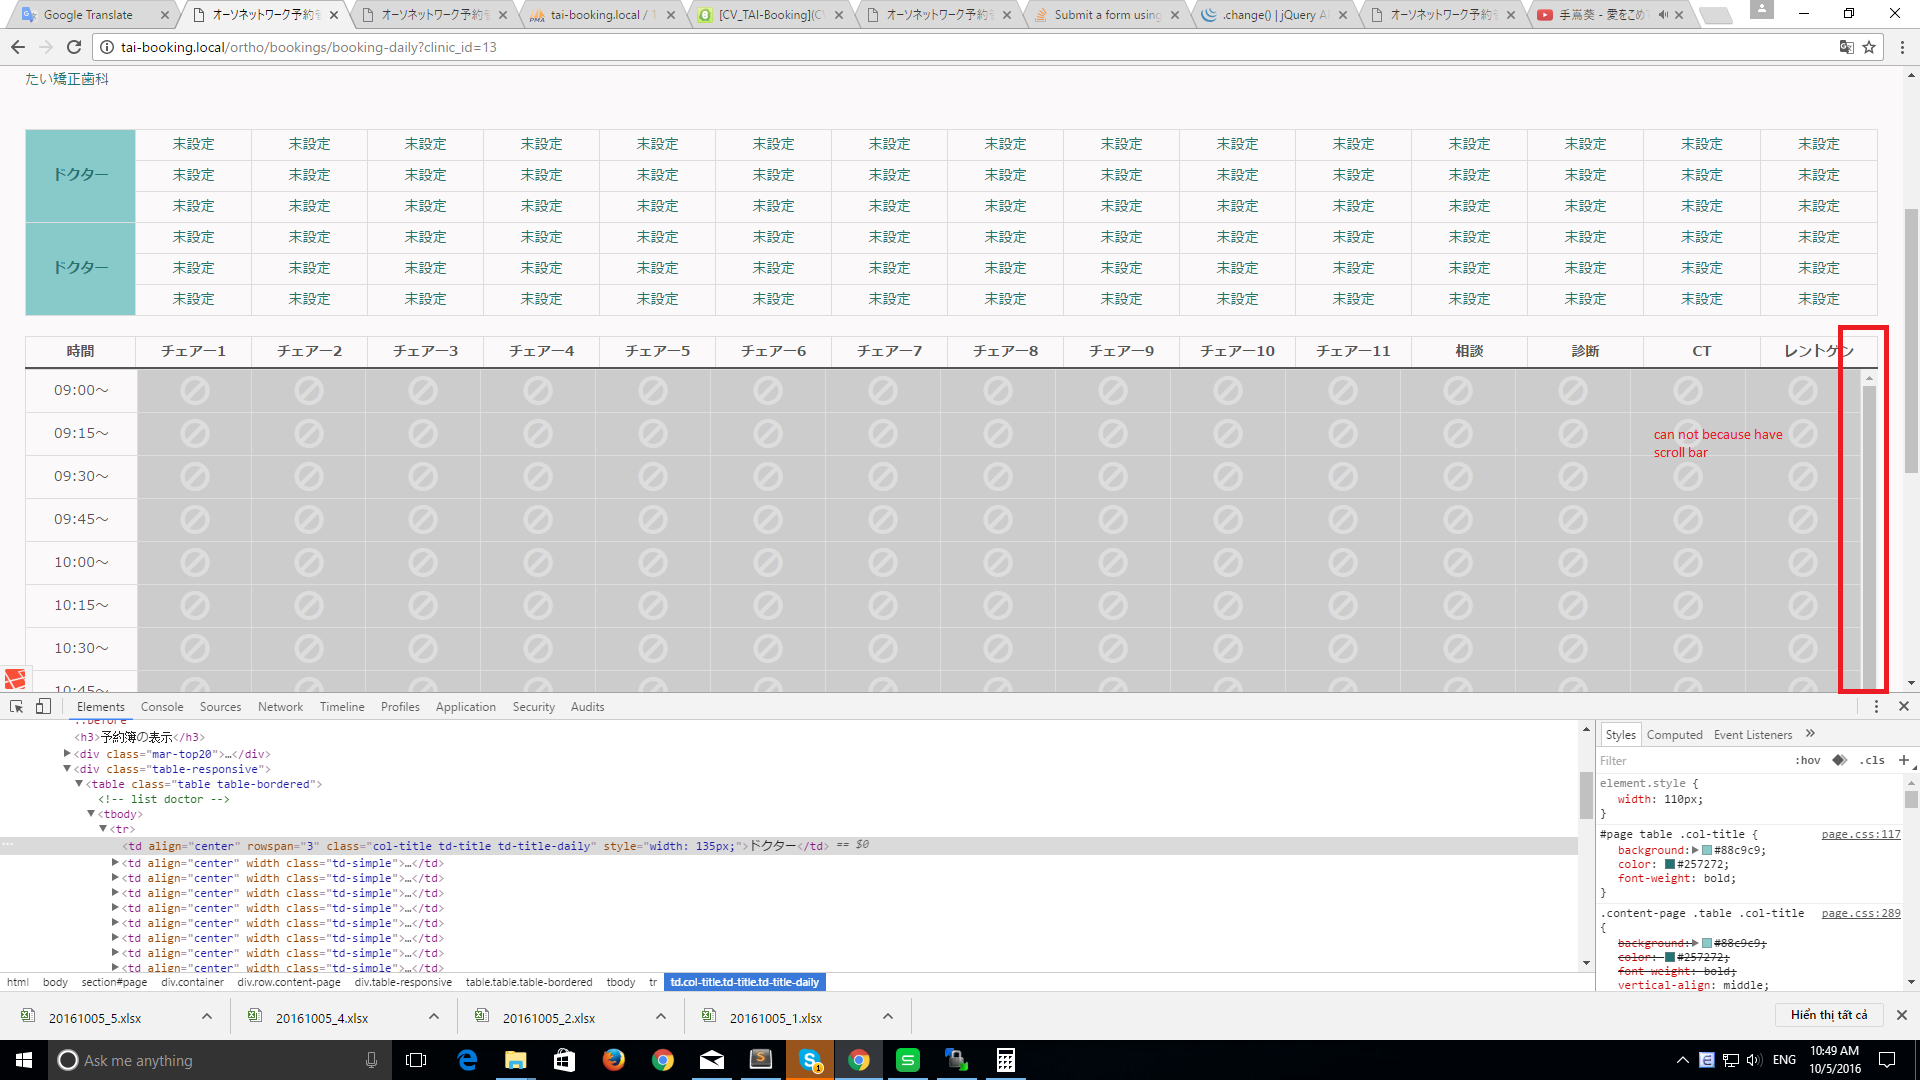 Google Translate
オーソネットワーク予約管
オーソネットワーク予約管
tai-booking.local / 1
[CV_TAI-Booking](CV
オーソネットワーク予約管
Submit a form using
.change() | jQuery AP
オーソネットワーク予約管
手嶌葵 - 愛をこめて
tai-booking.local/ortho/bookings/booking-daily?clinic_id=13
たい矯正歯科
ドクター 未設定 未設定 未設定 未設定 未設定 未設定 未設定 未設定 未設定 未設定 未設定 未設定 未設定 未設定 未設定
未設定 未設定 未設定 未設定 未設定 未設定 未設定 未設定 未設定 未設定 未設定 未設定 未設定 未設定 未設定
未設定 未設定 未設定 未設定 未設定 未設定 未設定 未設定 未設定 未設定 未設定 未設定 未設定 未設定 未設定
ドクター 未設定 未設定 未設定 未設定 未設定 未設定 未設定 未設定 未設定 未設定 未設定 未設定 未設定 未設定 未設定
未設定 未設定 未設定 未設定 未設定 未設定 未設定 未設定 未設定 未設定 未設定 未設定 未設定 未設定 未設定
未設定 未設定 未設定 未設定 未設定 未設定 未設定 未設定 未設定 未設定 未設定 未設定 未設定 未設定 未設定
時間 チェアー1 チェアー2 チェアー3 チェアー4 チェアー5 チェアー6 チェアー7 チェアー8 チェアー9 チェアー10 チェアー11 相談 診断 CT レントゲン
09:00～
09:15～
can not because have
scroll bar
09:30～
09:45～
10:00～
10:15～
10:30～
10:45～
Elements Console Sources Network Timeline Profiles Application Security Audits
::before
<h3>予約簿の表示</h3>
<div class="mar-top20">…</div>
<div class="table-responsive">
<table class="table table-bordered">
<!-- list doctor -->
<tbody>
<tr>
<td align="center" rowspan="3" class="col-title td-title td-title-daily" style="width: 135px;">ドクター</td> == $0
<td align="center" width class="td-simple">…</td>
<td align="center" width class="td-simple">…</td>
<td align="center" width class="td-simple">…</td>
<td align="center" width class="td-simple">…</td>
<td align="center" width class="td-simple">…</td>
<td align="center" width class="td-simple">…</td>
<td align="center" width class="td-simple">…</td>
<td align="center" width class="td-simple">…</td>
html body section#page div.container div.row.content-page div.table-responsive table.table.table-bordered tbody tr td.col-title.td-title.td-title-daily
Styles Computed Event Listeners »
Filter :hov .cls +
element.style {
width: 110px;
}
#page table .col-title { page.css:117
background: #88c9c9;
color: #257272;
font-weight: bold;
}
.content-page .table .col-title page.css:289
{
background: #88c9c9;
color: #257272;
font-weight: bold;
vertical-align: middle;
20161005_5.xlsx
20161005_4.xlsx
20161005_2.xlsx
20161005_1.xlsx
Hiển thị tất cả
Ask me anything
ENG
10:49 AM
10/5/2016